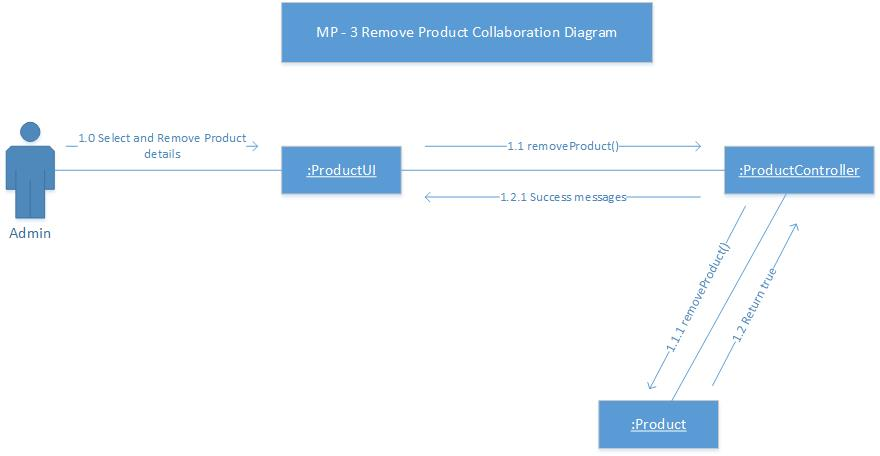 MP - 3 Remove Product Collaboration Diagram
1.0 Select and Remove Product
details
1.1 removeProduct()
:ProductUI
:ProductController
1.2.1 Success messages
Admin
1.1.1 removeProduct()
1.2 Return true
:Product